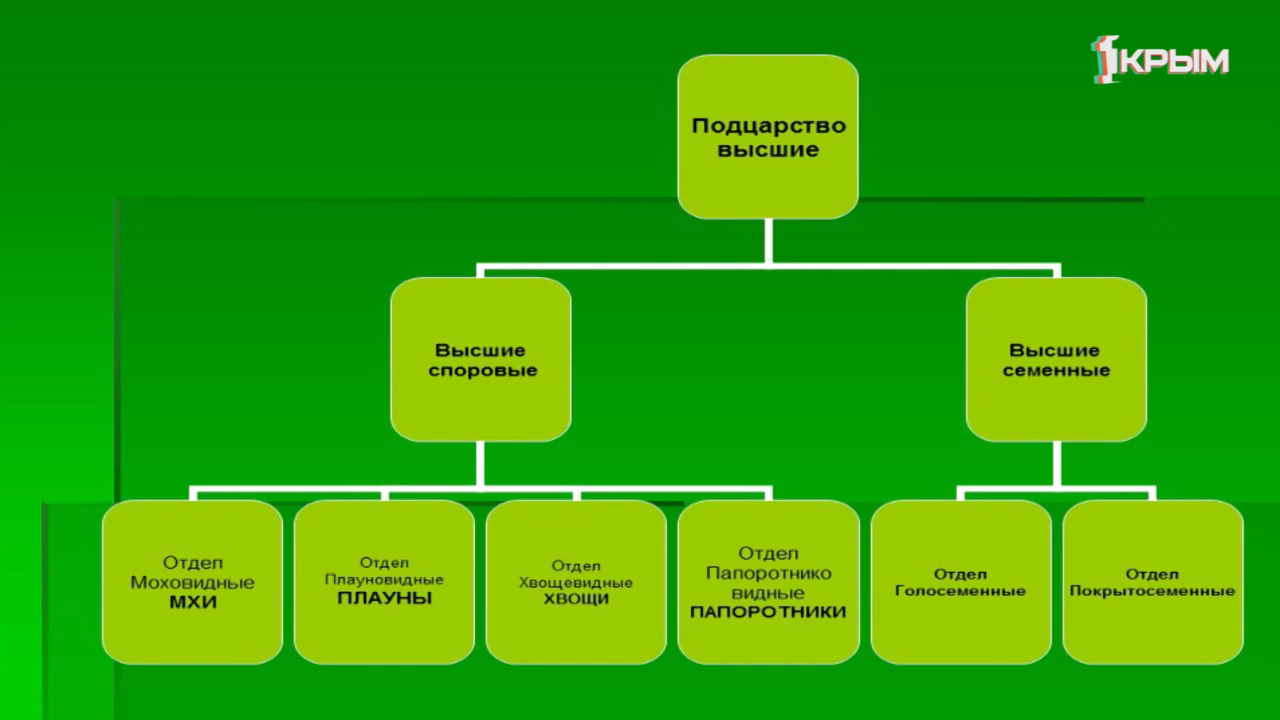 1КРЫМ
Подцарство
высшие
Высшие
споровые
Высшие
семенные
Отдел
Моховидные
МХИ
Отдел
Плауновидные
ПЛАУНЫ
Отдел
Хвощевидные
ХВОЩИ
Отдел
Папоротнико
видные
ПАПОРОТНИКИ
Отдел
Голосеменные
Отдел
Покрытосеменные